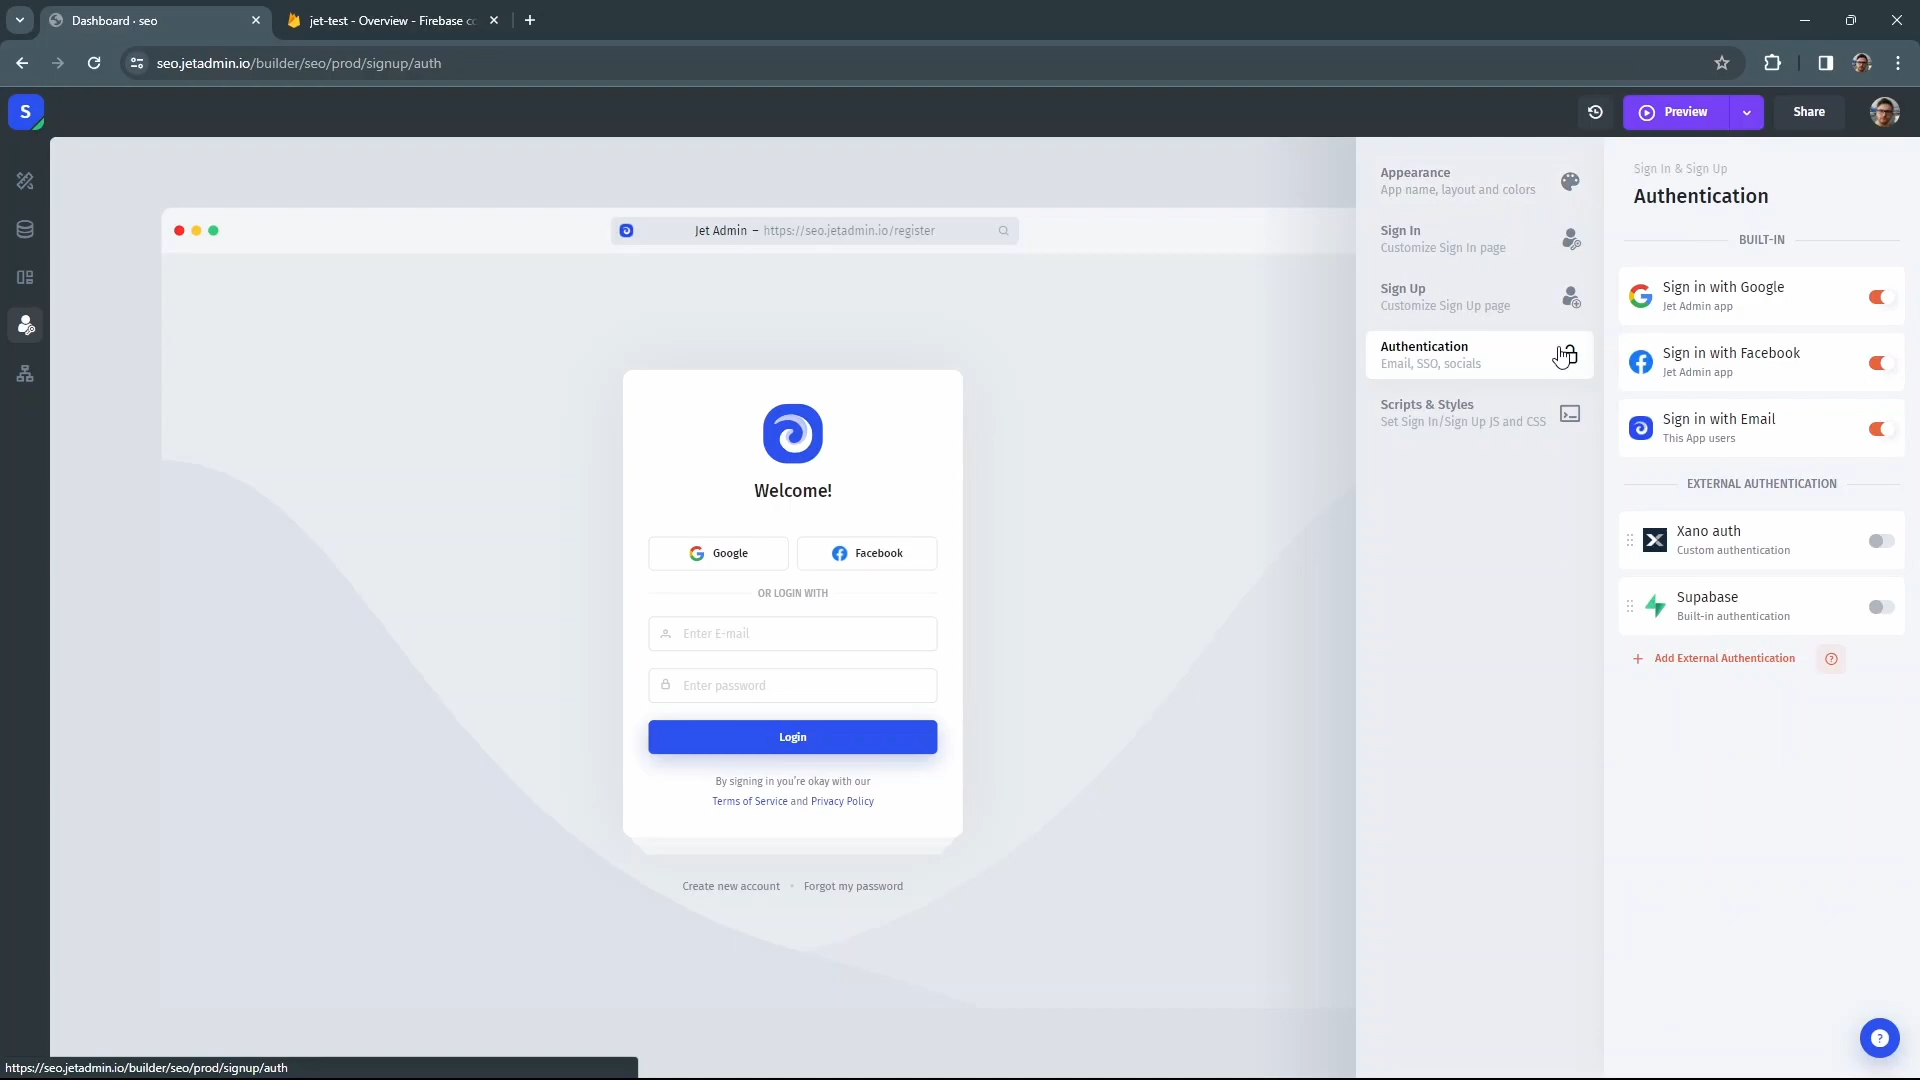 Dashboard · seo
jet-test - Overview - Firebase co
seo.jetadmin.io/builder/seo/prod/signup/auth
S
Preview
Share
Jet Admin – https://seo.jetadmin.io/register
Welcome!
Google
Facebook
OR LOGIN WITH
Enter E-mail
Enter password
Login
By signing in you're okay with our
Terms of Service and Privacy Policy
Create new account • Forgot my password
Appearance
App name, layout and colors
Sign In
Customize Sign In page
Sign Up
Customize Sign Up page
Authentication
Email, SSO, socials
Scripts & Styles
Set Sign In/Sign Up JS and CSS
Sign In & Sign Up
Authentication
BUILT-IN
Sign in with Google
Jet Admin app
Sign in with Facebook
Jet Admin app
Sign in with Email
This App users
EXTERNAL AUTHENTICATION
Xano auth
Custom authentication
Supabase
Built-in authentication
+ Add External Authentication
https://seo.jetadmin.io/builder/seo/prod/signup/auth